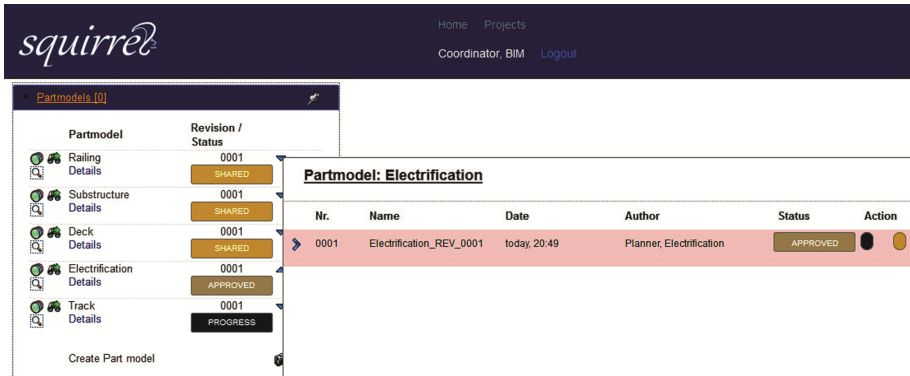 squirrel2
Home Projects
Coordinator, BIM Logout
Partmodels [0]
Partmodel Revision / Status
Railing 0001
Details SHARED
Substructure 0001
Details SHARED
Deck 0001
Details SHARED
Electrification 0001
Details APPROVED
Track 0001
Details PROGRESS
Create Part model
Partmodel: Electrification
Nr. Name Date Author Status Action
0001 Electrification_REV_0001 today, 20:49 Planner, Electrification APPROVED